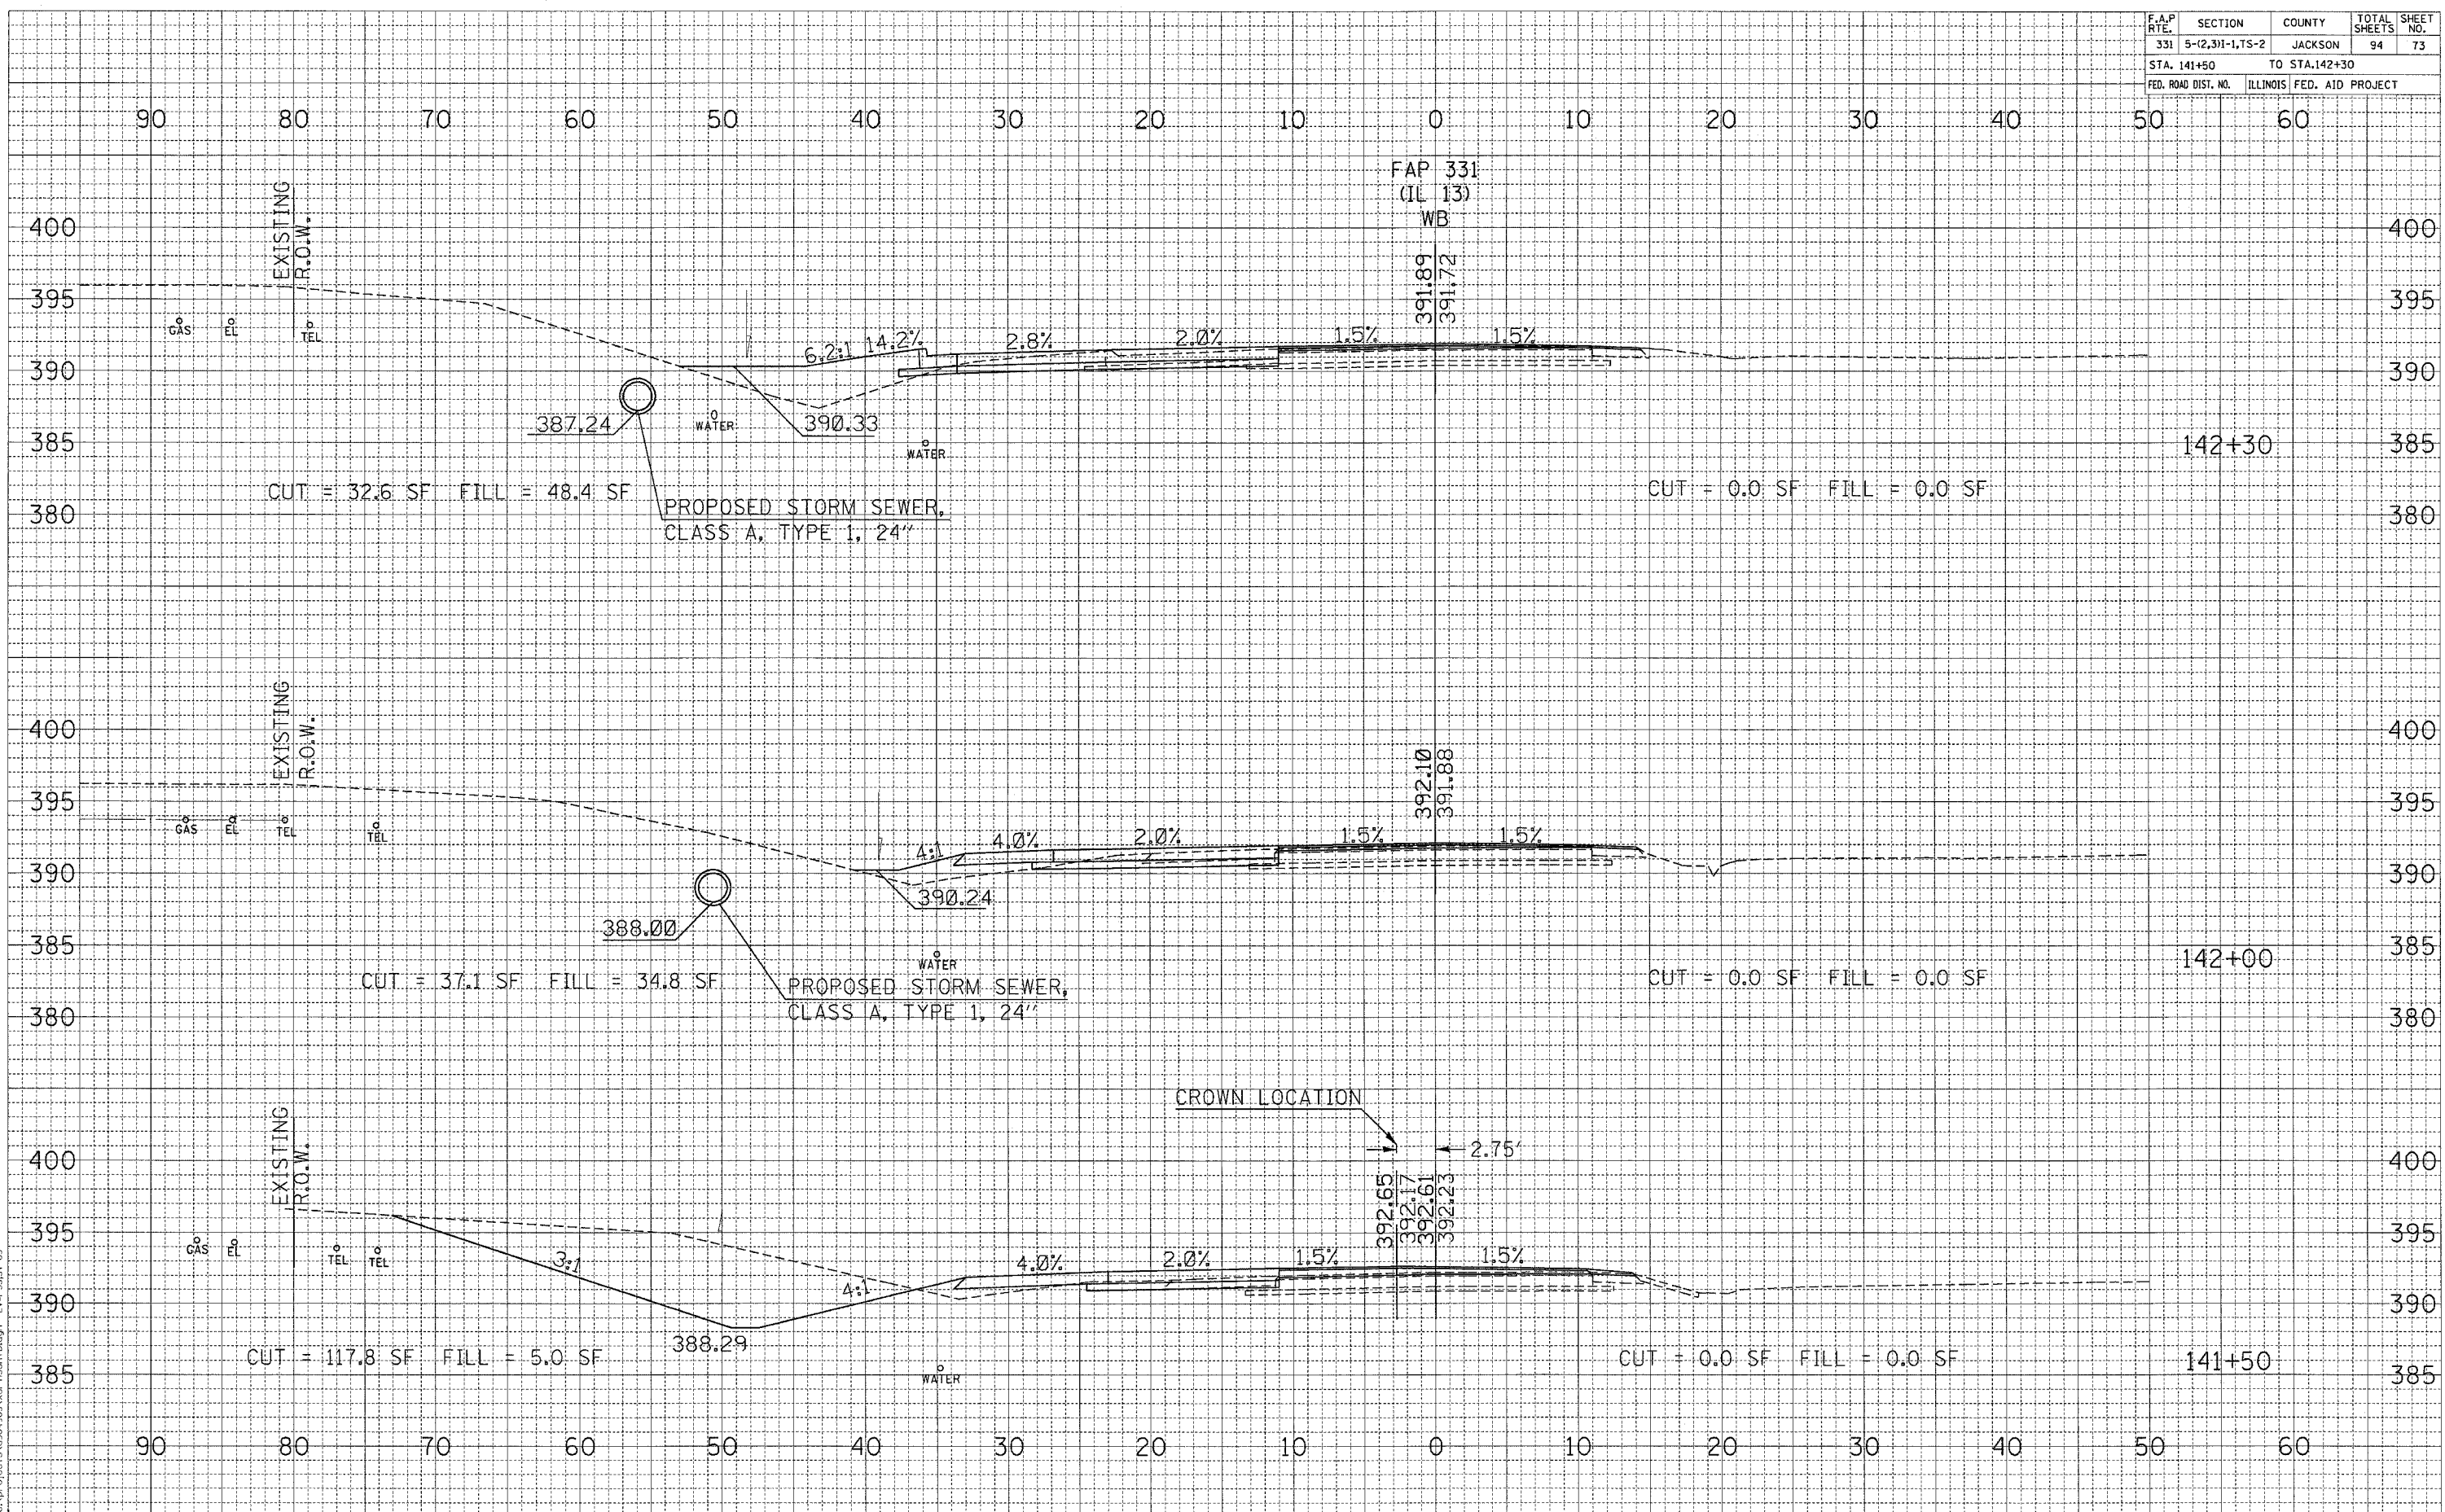 F.A.P RTE. SECTION COUNTY TOTAL SHEETS SHEET NO.
331 5-(2,3)I-1,TS-2 JACKSON 94 73
STA. 141+50 TO STA.142+30
FED. ROAD DIST. NO. ILLINOIS FED. AID PROJECT
90 80 70 60 50 40 30 20 10 0 10 20 30 40 50 60
FAP 331
(IL 13)
WB
EXISTING
R.O.W.
400 400
391.89
391.72
395 395
GAS EL TEL
6.2:1 14.2% 2.8% 2.0% 1.5% 1.5%
390 390
387.24 WATER 390.33
385 WATER 142+30 385
CUT = 32.6 SF FILL = 48.4 SF
CUT = 0.0 SF FILL = 0.0 SF
380 380
PROPOSED STORM SEWER,
CLASS A, TYPE 1, 24"
EXISTING
R.O.W.
400 400
392.10
391.88
395 395
GAS EL TEL TEL
4:1 4.0% 2.0% 1.5% 1.5%
390 390
390.24
388.00
385 WATER 142+00 385
CUT = 37.1 SF FILL = 34.8 SF
CUT = 0.0 SF FILL = 0.0 SF
PROPOSED STORM SEWER,
CLASS A, TYPE 1, 24"
380 380
CROWN LOCATION
EXISTING
R.O.W.
2.75'
400 400
392.65
392.17
392.61
392.23
395 395
GAS EL TEL TEL
3:1 4:1 4.0% 2.0% 1.5% 1.5%
390 390
388.29
CUT = 117.8 SF FILL = 5.0 SF
CUT = 0.0 SF FILL = 0.0 SF
141+50
385 WATER 385
90 80 70 60 50 40 30 20 10 0 10 20 30 40 50 60